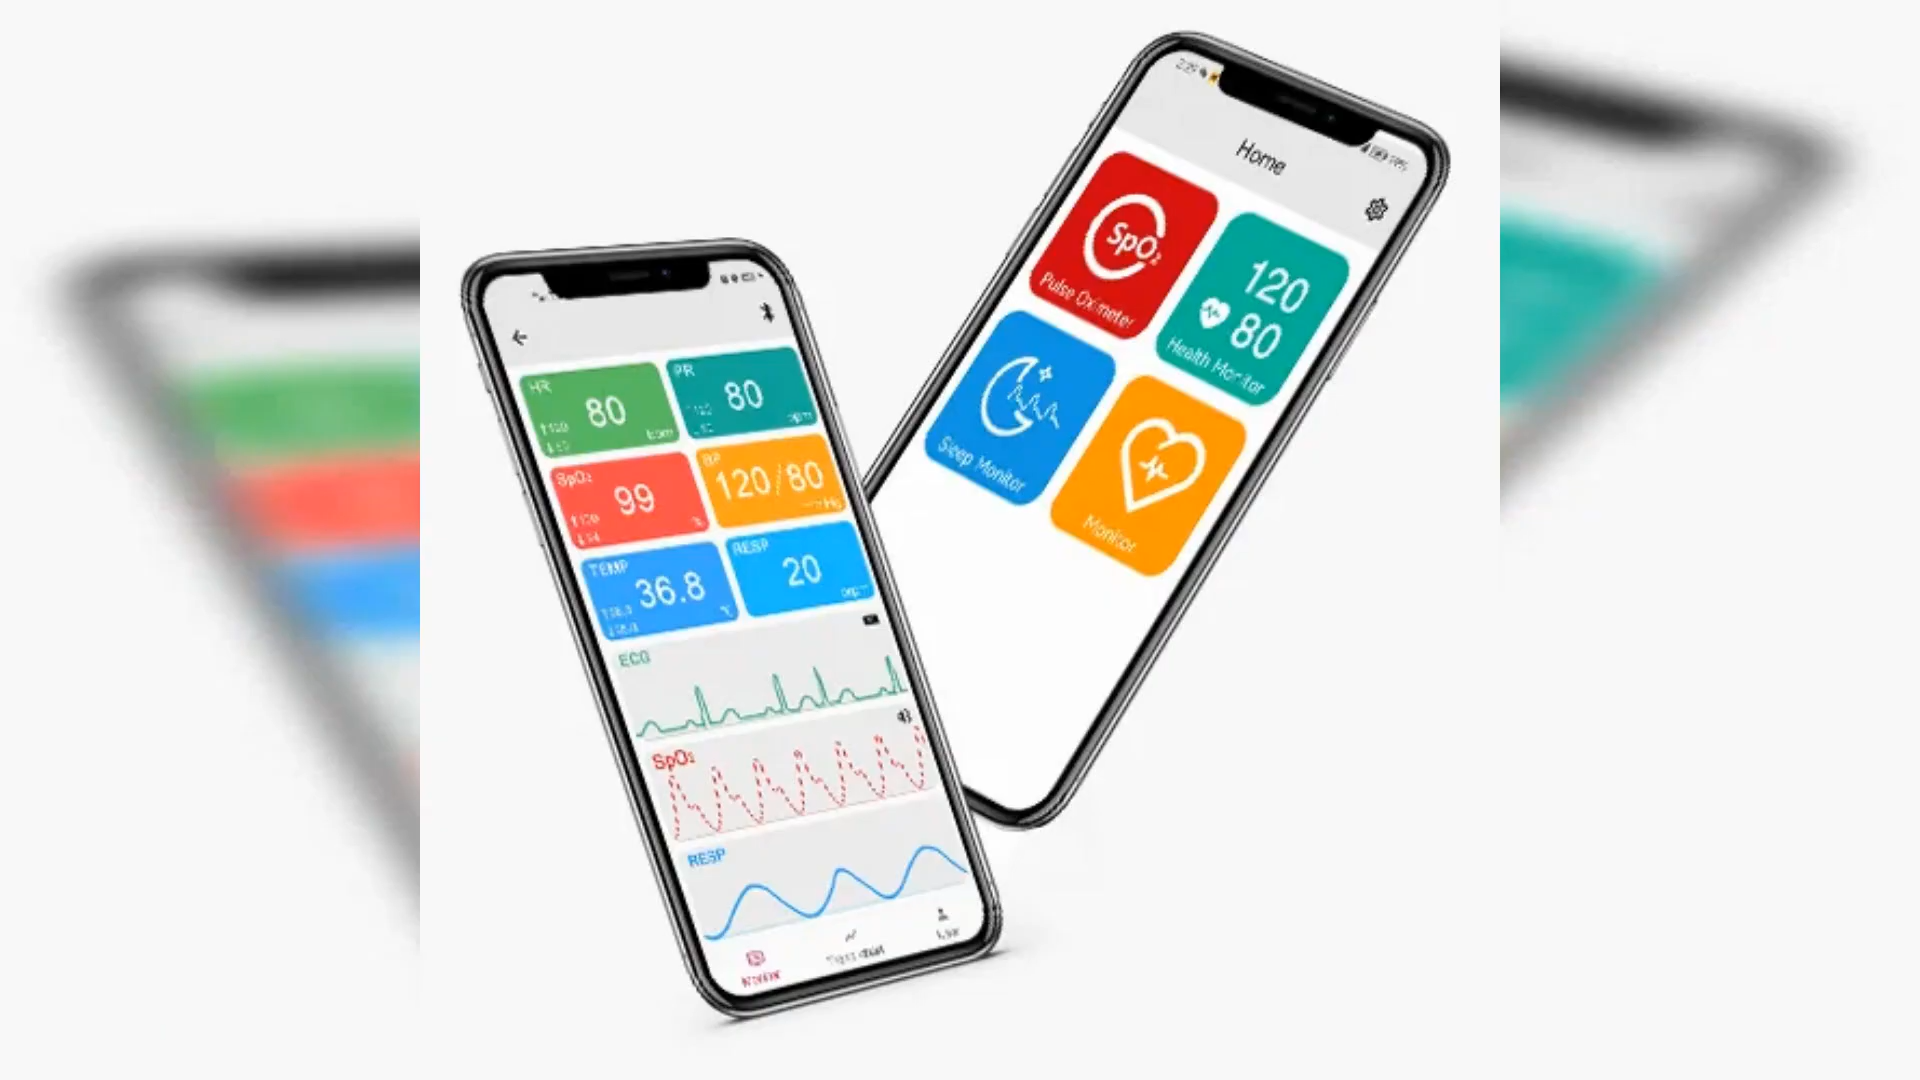 HR
80
bpm
PR
80
SpO₂
99
%
BP
120/80
TEMP
36.8
°C
RESP
20
ECG
SpO₂
RESP
Home
SpO₂
Pulse Oximeter
120
80
Health Monitor
Sleep Monitor
Monitor